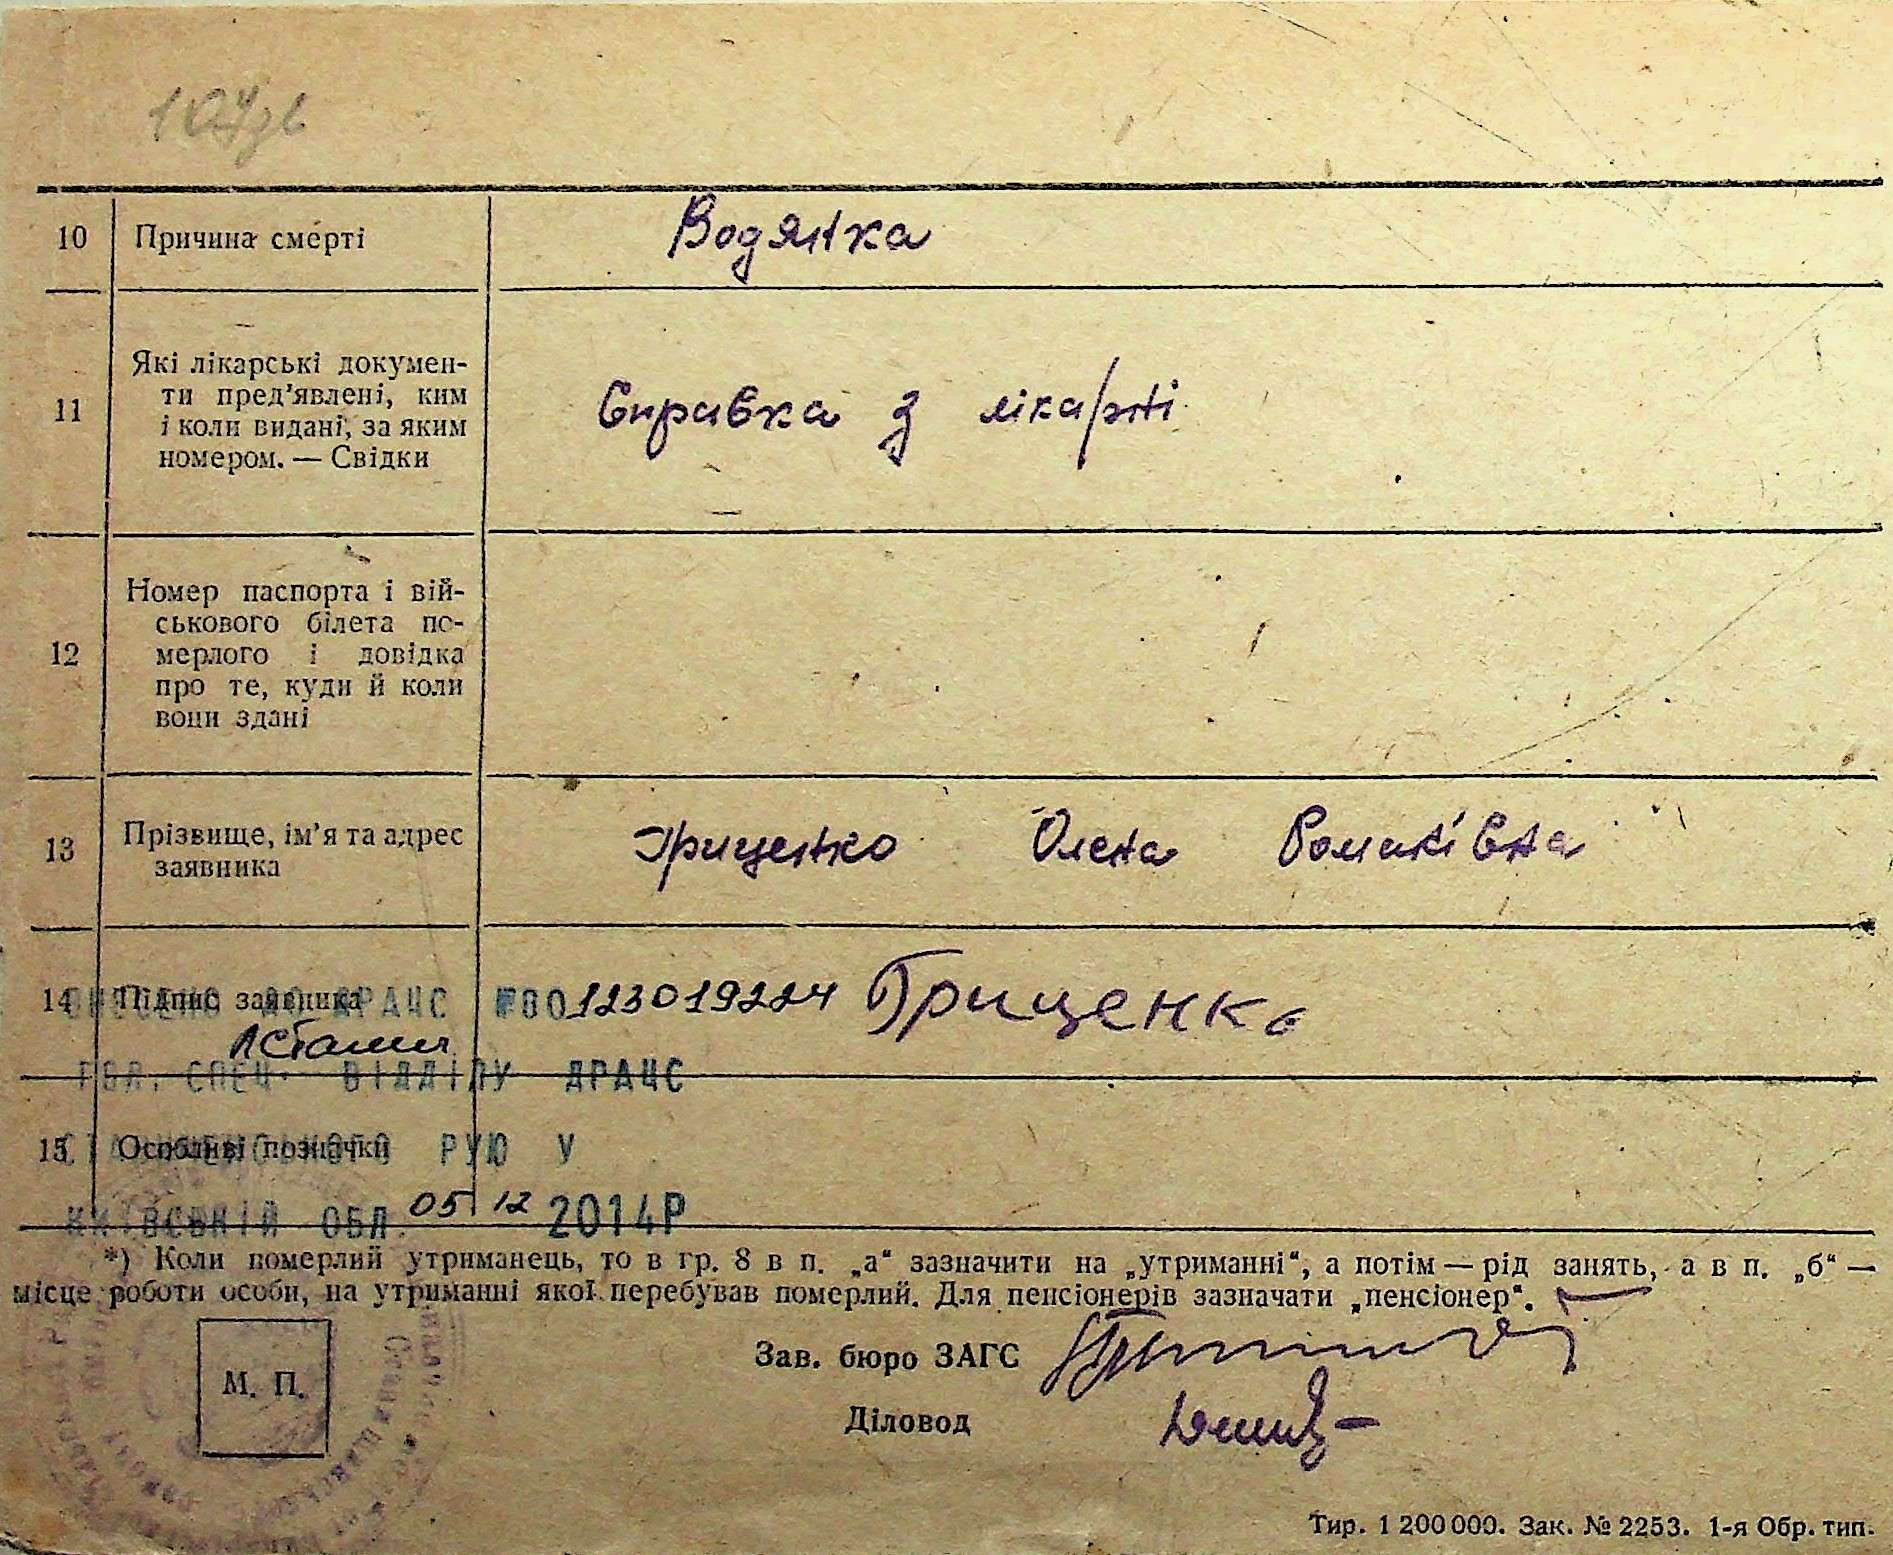 10 Причина смерті Водянка
11 Які лікарські докумен-
ти пред'явлені, ким
і коли видані, за яким
номером. — Свідки
Справка з лікарні
12 Номер паспорта і вій-
ськового білета по-
мерлого і довідка
про те, куди й коли
вони здані
13 Прізвище, ім'я та адрес
заявника
Гриценко Олена Романівна
14 Підпис заявника Гриценко
ВНЕСЕНО ДО ДРАЦС №00123019224
ГОЛ. СПЕЦ. ВІДДІЛУ ДРАЦС
15 Особливі позначки
РУЮ У
КИЇВСЬКІЙ ОБЛ. 05 12 2014Р
*) Коли померлий утриманець, то в гр. 8 в п. „а“ зазначити на „утриманні“, а потім — рід занять, а в п. „б“ —
місце роботи особи, на утриманні якої перебував померлий. Для пенсіонерів зазначати „пенсіонер“.
Зав. бюро ЗАГС
М. П.
Діловод
Тир. 1 200 000. Зак. № 2253. 1-я Обр. тип.